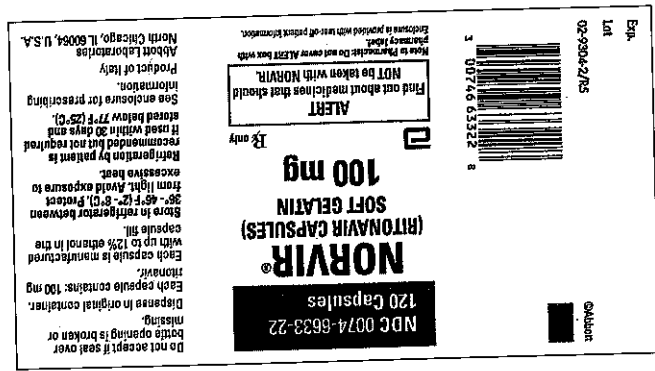 NDC 0074-6633-22
120 Capsules
NORVIR®
(RITONAVIR CAPSULES)
SOFT GELATIN
100 mg
Rx only
ALERT
Find out about medicines that should
NOT be taken with NORVIR.
Note to Pharmacist: Do not cover ALERT box with
pharmacy label.
Enclosure is provided with tear-off patient information.
Do not accept if seal over
bottle opening is broken or
missing.
Dispense in original container.
Each capsule contains: 100 mg
ritonavir.
Each capsule is manufactured
with up to 12% ethanol in the
capsule fill.
Store in refrigerator between
36°- 46°F (2°- 8°C). Protect
from light. Avoid exposure to
excessive heat.
Refrigeration by patient is
recommended but not required
if used within 30 days and
stored below 77°F (25°C).
See enclosure for prescribing
information.
Product of Italy
Abbott Laboratories
North Chicago, IL 60064, U.S.A.
Exp.
Lot
02-9304-2/R5
3 00746 63322 8
©Abbott